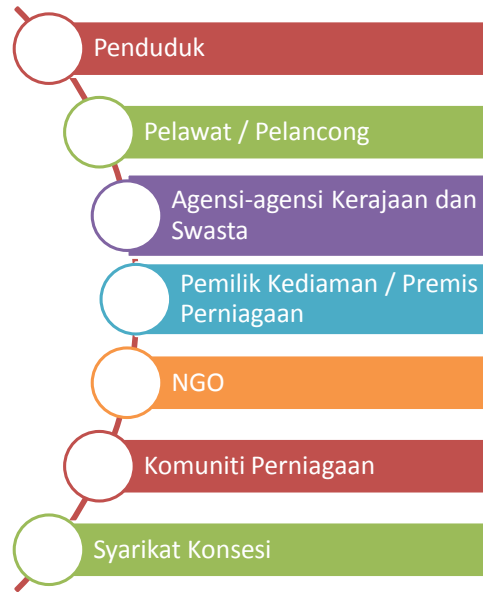 Penduduk
Pelawat / Pelancong
Agensi-agensi Kerajaan dan
Swasta
Pemilik Kediaman / Premis
Perniagaan
NGO
Komuniti Perniagaan
Syarikat Konsesi